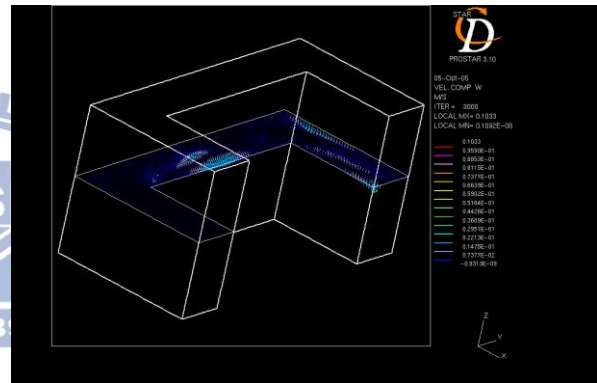 STAR
CD
PROSTAR 3.10
05-Oct-05
VEL. COMP W
M/S
ITER = 3000
LOCAL MX= 0.1033
LOCAL MN= 0.1092E-08
0.1033
0.9590E-01
0.8853E-01
0.8115E-01
0.7377E-01
0.6639E-01
0.5902E-01
0.5164E-01
0.4426E-01
0.3689E-01
0.2951E-01
0.2213E-01
0.1475E-01
0.7377E-02
-0.9313E-09
Z
Y
X